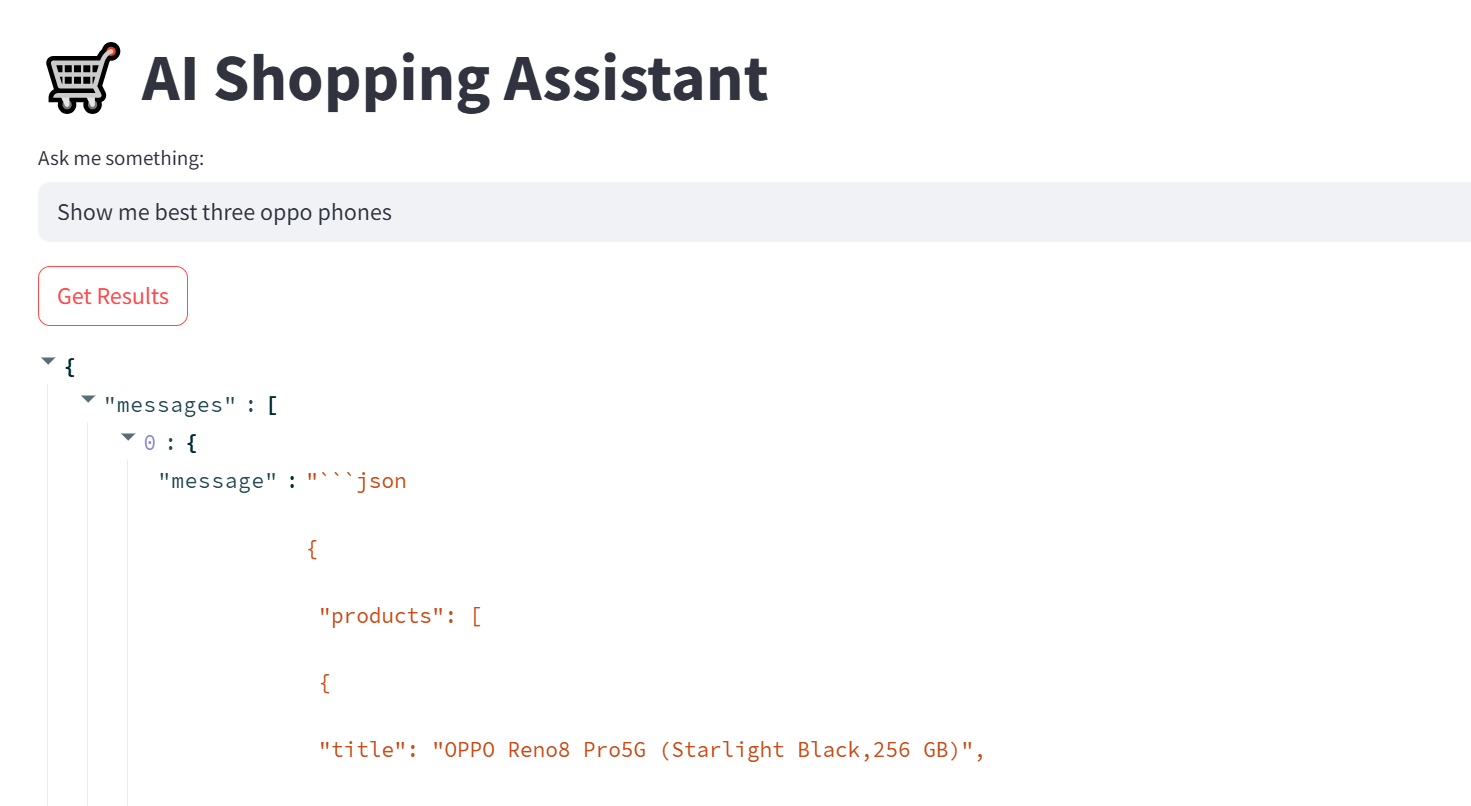 AI Shopping Assistant
Ask me something:
Show me best three oppo phones
Get Results
{
"messages" : [
0 : {
"message" : "```json
{
"products": [
{
"title": "OPPO Reno8 Pro5G (Starlight Black,256 GB)",